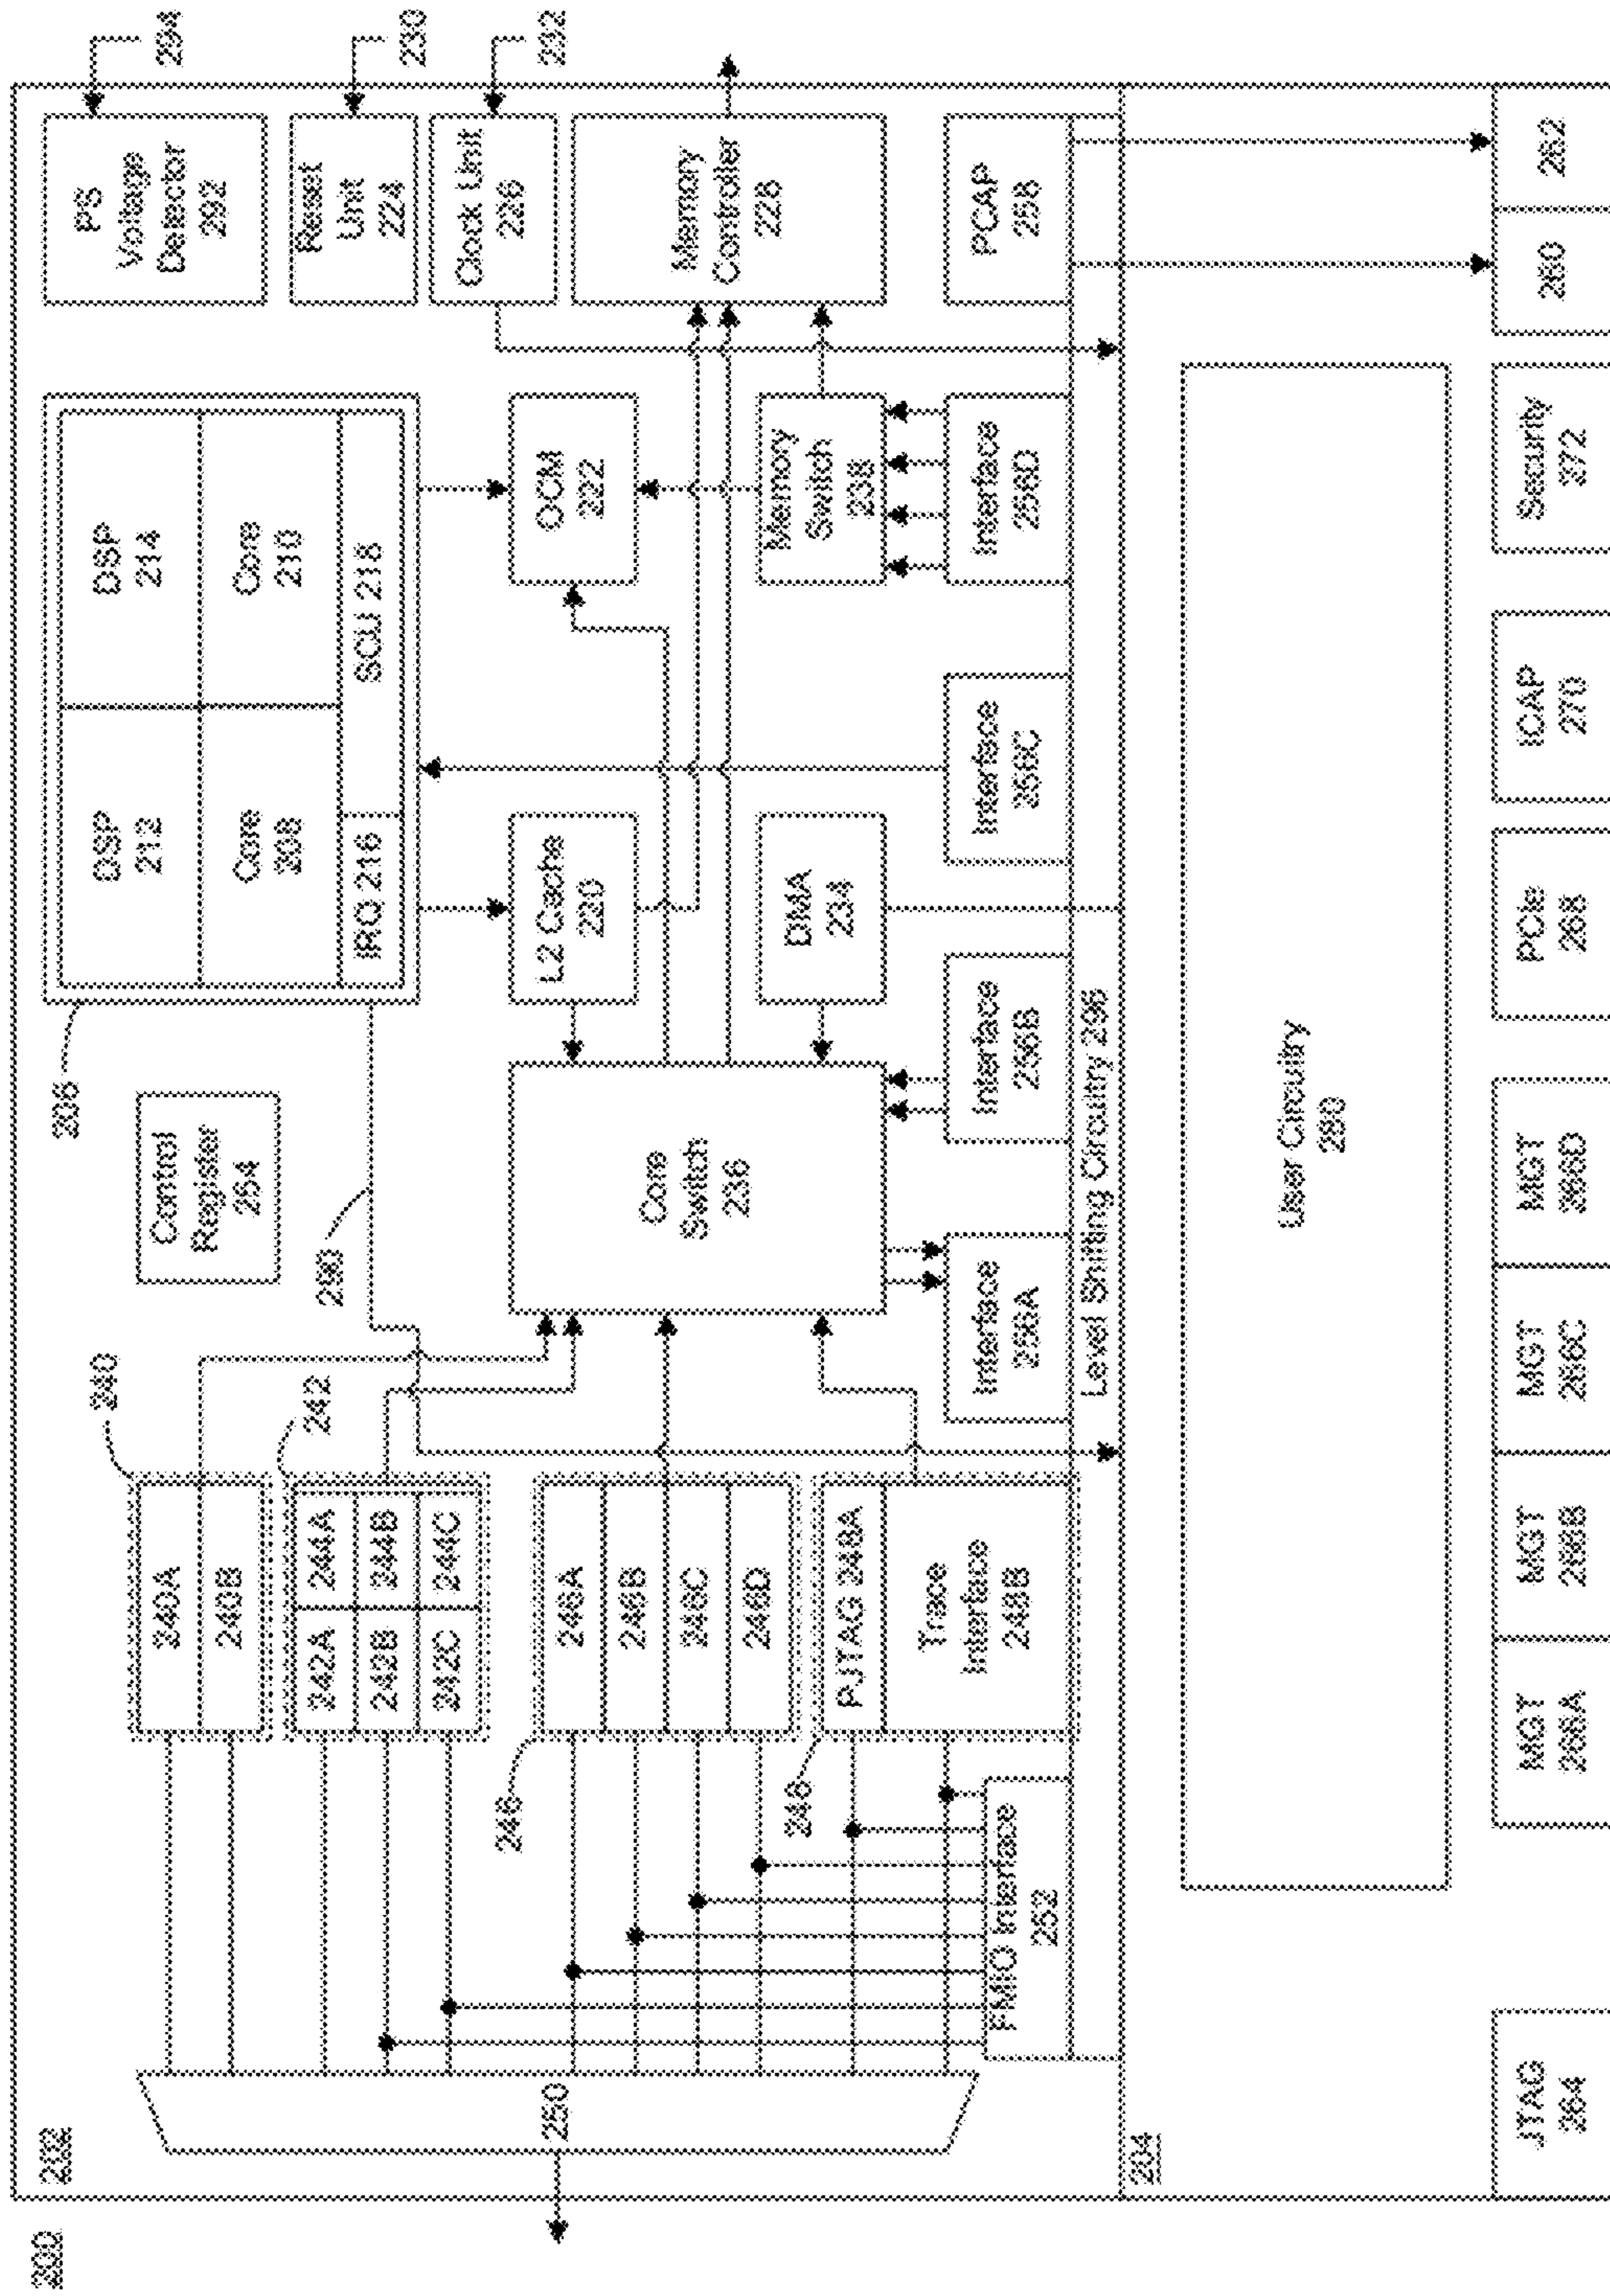 200
202
206
DSP
212
DSP
214
Core
208
Core
210
IRQ 216
SCU 218
PS
Voltage
Detector
292
294
240
240A
240B
Control
Register
254
Reset
Unit
224
230
242
242A
244A
242B
244B
242C
244C
290
Clock Unit
226
232
L2 Cache
220
OCM
222
246
246A
246B
246C
246D
250
Core
Switch
236
Memory
Controller
228
DMA
234
Memory
Switch
238
248
PJTAG 248A
Trace
Interface
248B
EMIO Interface
252
Interface
256A
Interface
256B
Interface
256C
Interface
256D
PCAP
258
Level Shifting Circuitry 296
204
User Circuitry
280
JTAG
264
MGT
266A
MGT
266B
MGT
266C
MGT
266D
PCIe
268
ICAP
270
Security
272
260
262